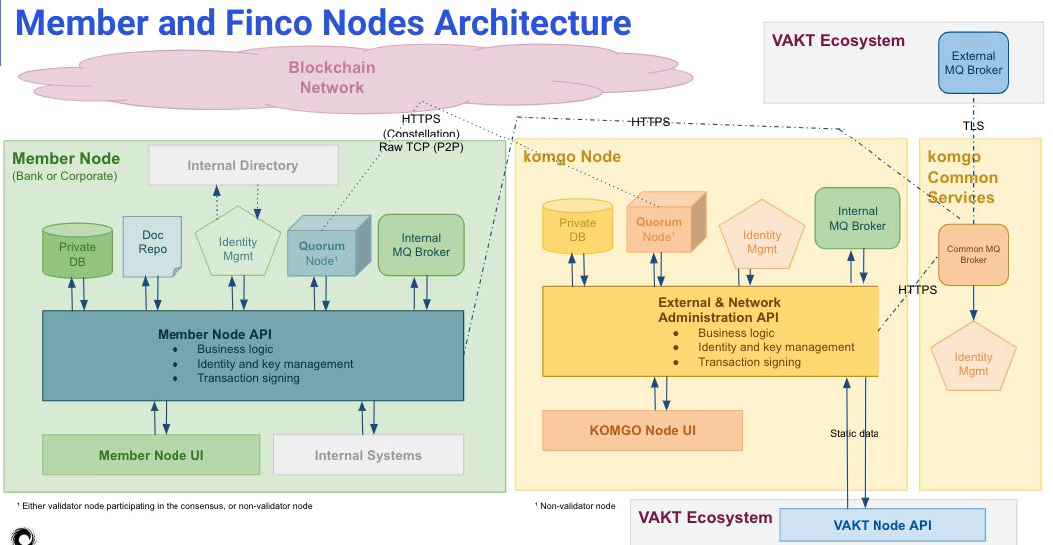 Member and Finco Nodes Architecture
Blockchain
Network
VAKT Ecosystem
External
MQ Broker
HTTPS
(Constellation)
Raw TCP (P2P)
HTTPS
TLS
Member Node
(Bank or Corporate)
Internal Directory
Private
DB
Doc
Repo
Identity
Mgmt
Quorum
Node¹
Internal
MQ Broker
Member Node API
• Business logic
• Identity and key management
• Transaction signing
Member Node UI
Internal Systems
¹ Either validator node participating in the consensus, or non-validator node
komgo Node
Private
DB
Quorum
Node¹
Identity
Mgmt
Internal
MQ Broker
External & Network
Administration API
• Business logic
• Identity and key management
• Transaction signing
KOMGO Node UI
Static data
¹ Non-validator node
komgo
Common
Services
Common MQ
Broker
HTTPS
Identity
Mgmt
VAKT Ecosystem
VAKT Node API